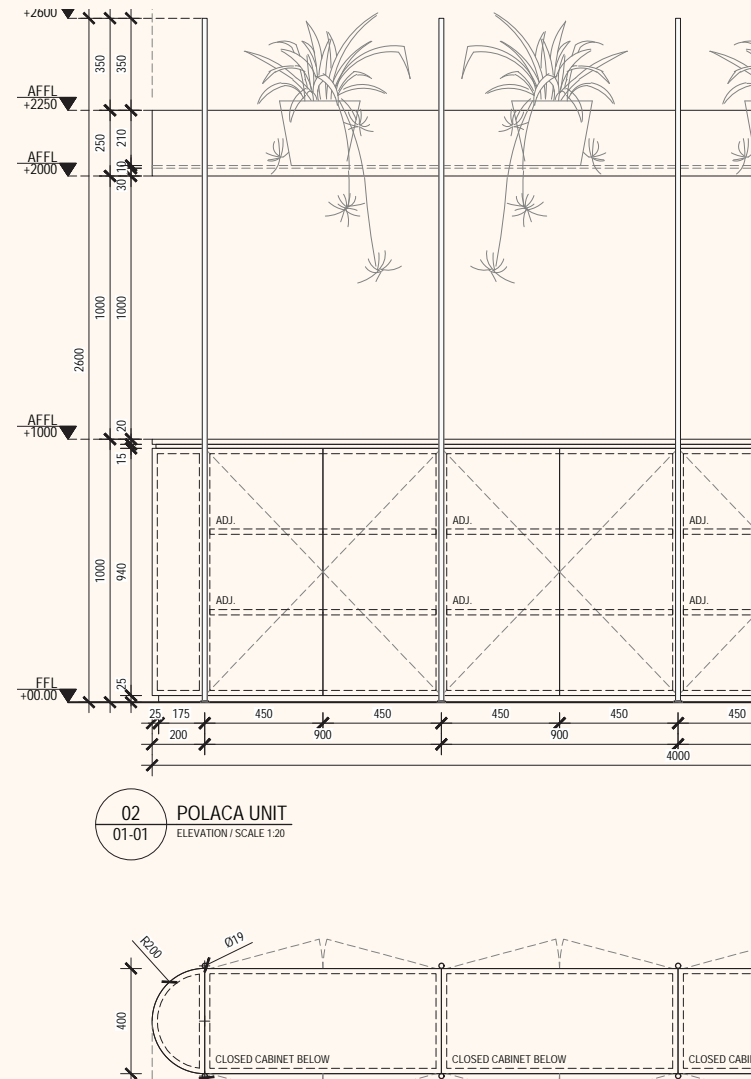 +2600
350
350
AFFL
+2250
250
210
AFFL
+2000
10
30
1000
1000
2600
AFFL
+1000
20
15
ADJ.
ADJ.
ADJ.
1000
940
ADJ.
ADJ.
ADJ.
FFL
+00.00
25
25
175
450
450
450
450
450
200
900
900
4000
02
01-01
POLACA UNIT
ELEVATION / SCALE 1:20
R200
Ø19
400
CLOSED CABINET BELOW
CLOSED CABINET BELOW
CLOSED CABI